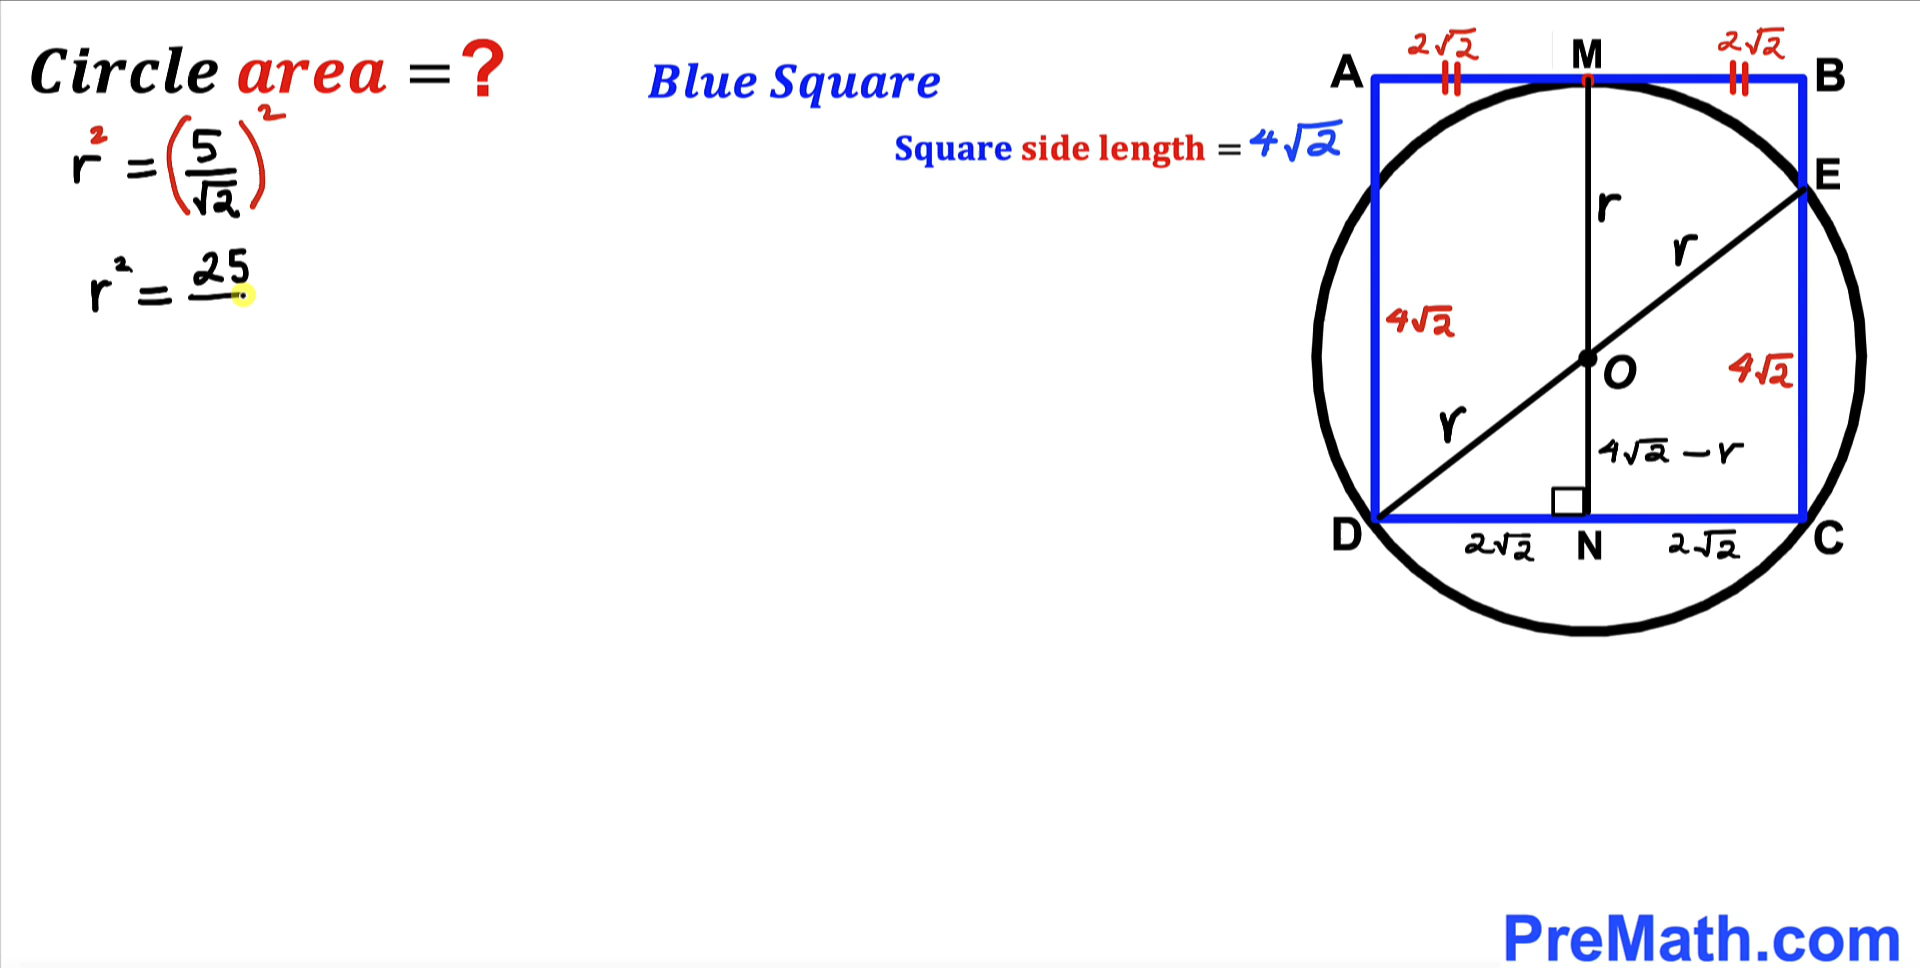 Circle area = ?
r² = (5/√2)²
r² = 25
Blue Square
Square side length = 4√2
2√2
M
2√2
A
B
E
r
r
4√2
O
4√2
r
4√2 − r
D
2√2
N
2√2
C
PreMath.com